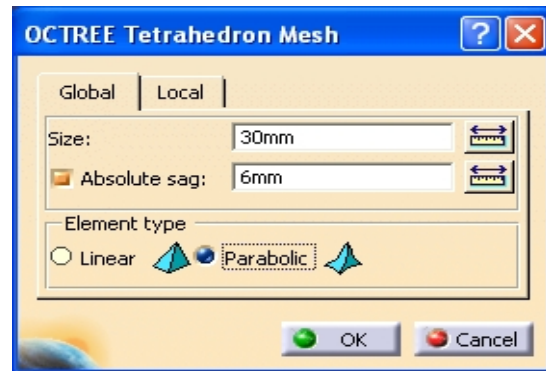 OCTREE Tetrahedron Mesh
Global Local
Size: 30mm
Absolute sag: 6mm
Element type
Linear Parabolic
OK Cancel